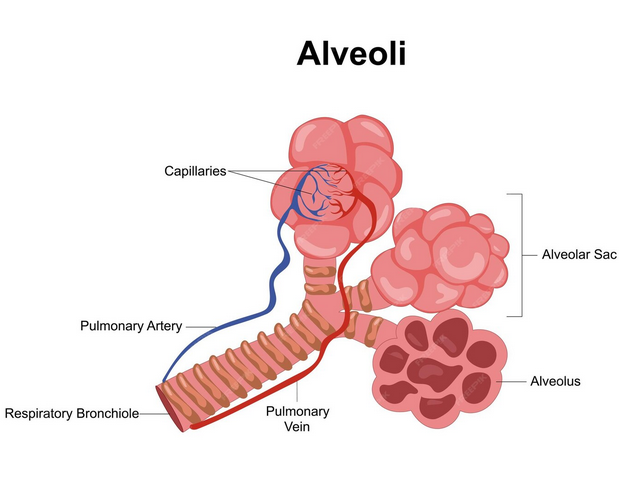 Alveoli
Capillaries
Alveolar Sac
Pulmonary Artery
Alveolus
Respiratory Bronchiole
Pulmonary
Vein